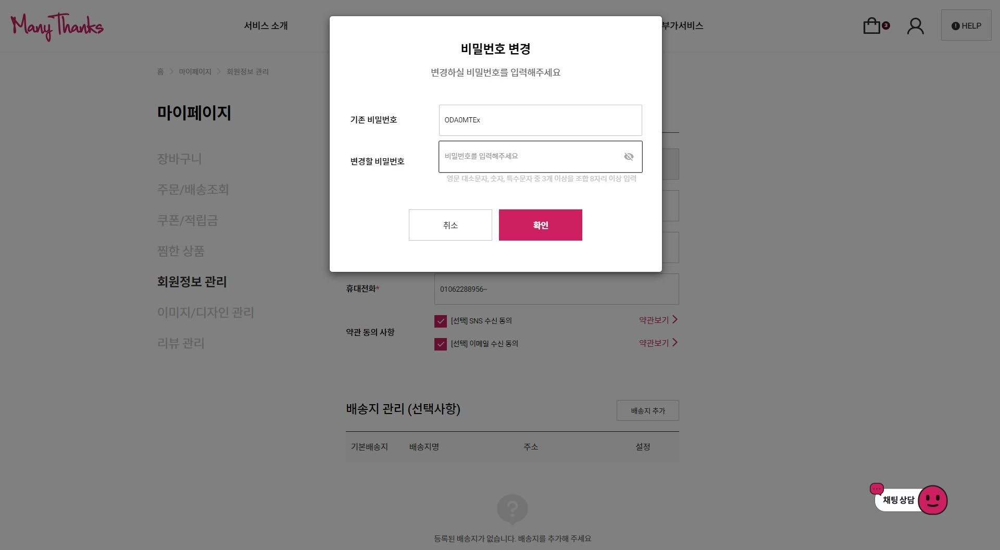 Many Thanks
서비스 소개
부가서비스
3
HELP
홈 > 마이페이지 > 회원정보 관리
마이페이지
장바구니
주문/배송조회
쿠폰/적립금
찜한 상품
회원정보 관리
이미지/디자인 관리
리뷰 관리
비밀번호 변경
변경하실 비밀번호를 입력해주세요
기존 비밀번호
ODA0MTEx
변경할 비밀번호
비밀번호를 입력해주세요
영문 대소문자, 숫자, 특수문자 중 3개 이상을 조합 8자리 이상 입력
취소
확인
휴대전화*
01062288956--
약관 동의 사항
[선택] SNS 수신 동의
약관보기
[선택] 이메일 수신 동의
약관보기
배송지 관리 (선택사항)
배송지 추가
기본배송지 배송지명 주소 설정
등록된 배송지가 없습니다. 배송지를 추가해 주세요
채팅 상담